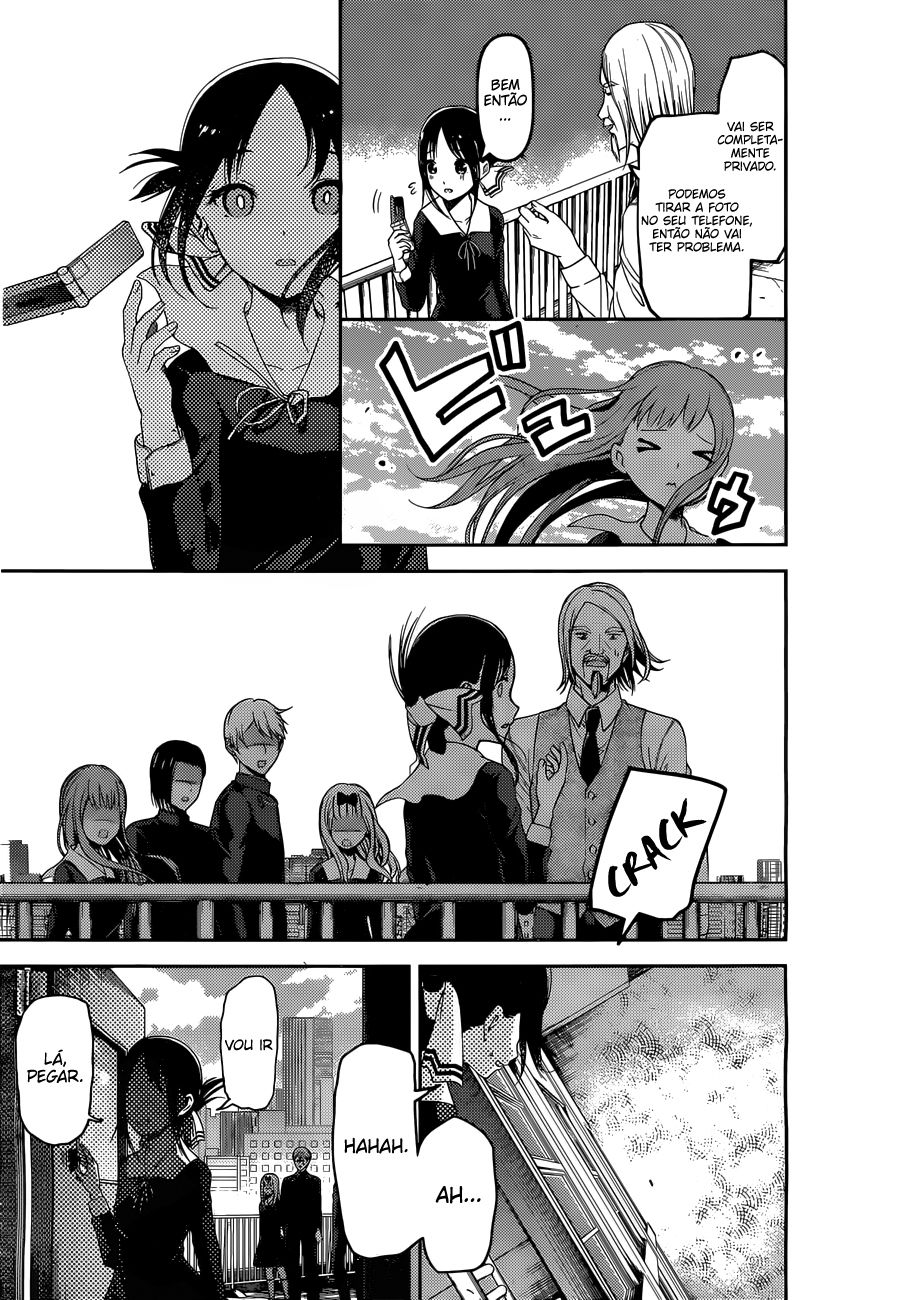 VAI SER
COMPLETA-
MENTE
PRIVADO.
PODEMOS
TIRAR A FOTO
NO SEU TELEFONE,
ENTÃO NÃO VAI
TER PROBLEMA.
BEM
ENTÃO
...
ビュウ
CRACK
AH...
HAHAH.
VOU IR
LÁ,
PEGAR.